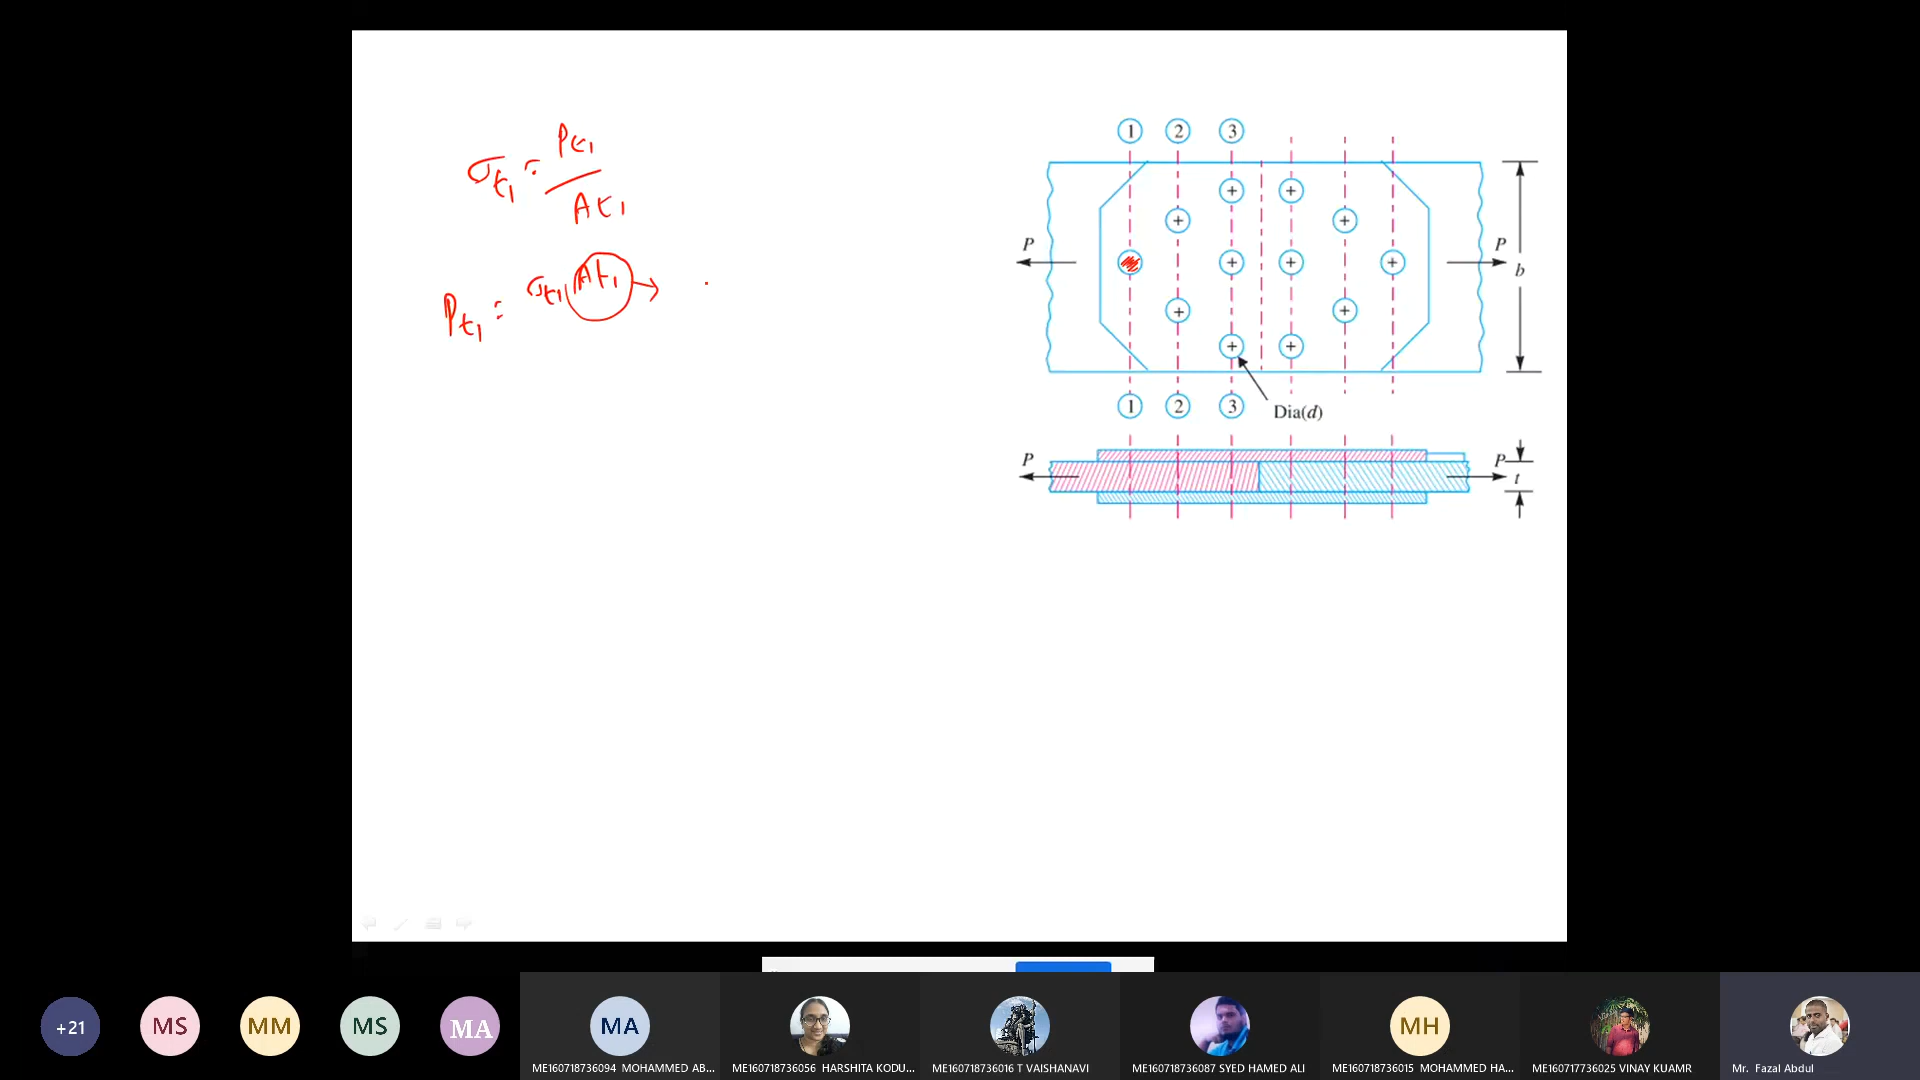 σt1 = Pt1 / At1
Pt1 = σt1 At1 →
1 2 3
P P
b
1 2 3
Dia(d)
P P
t
+21 MS MM MS MA MA MH
ME160718736094 MOHAMMED AB... ME160718736056 HARSHITA KODU... ME160718736016 T VAISHANAVI ME160718736087 SYED HAMED ALI ME160718736015 MOHAMMED HA... ME160717736025 VINAY KUAMR Mr. Fazal Abdul